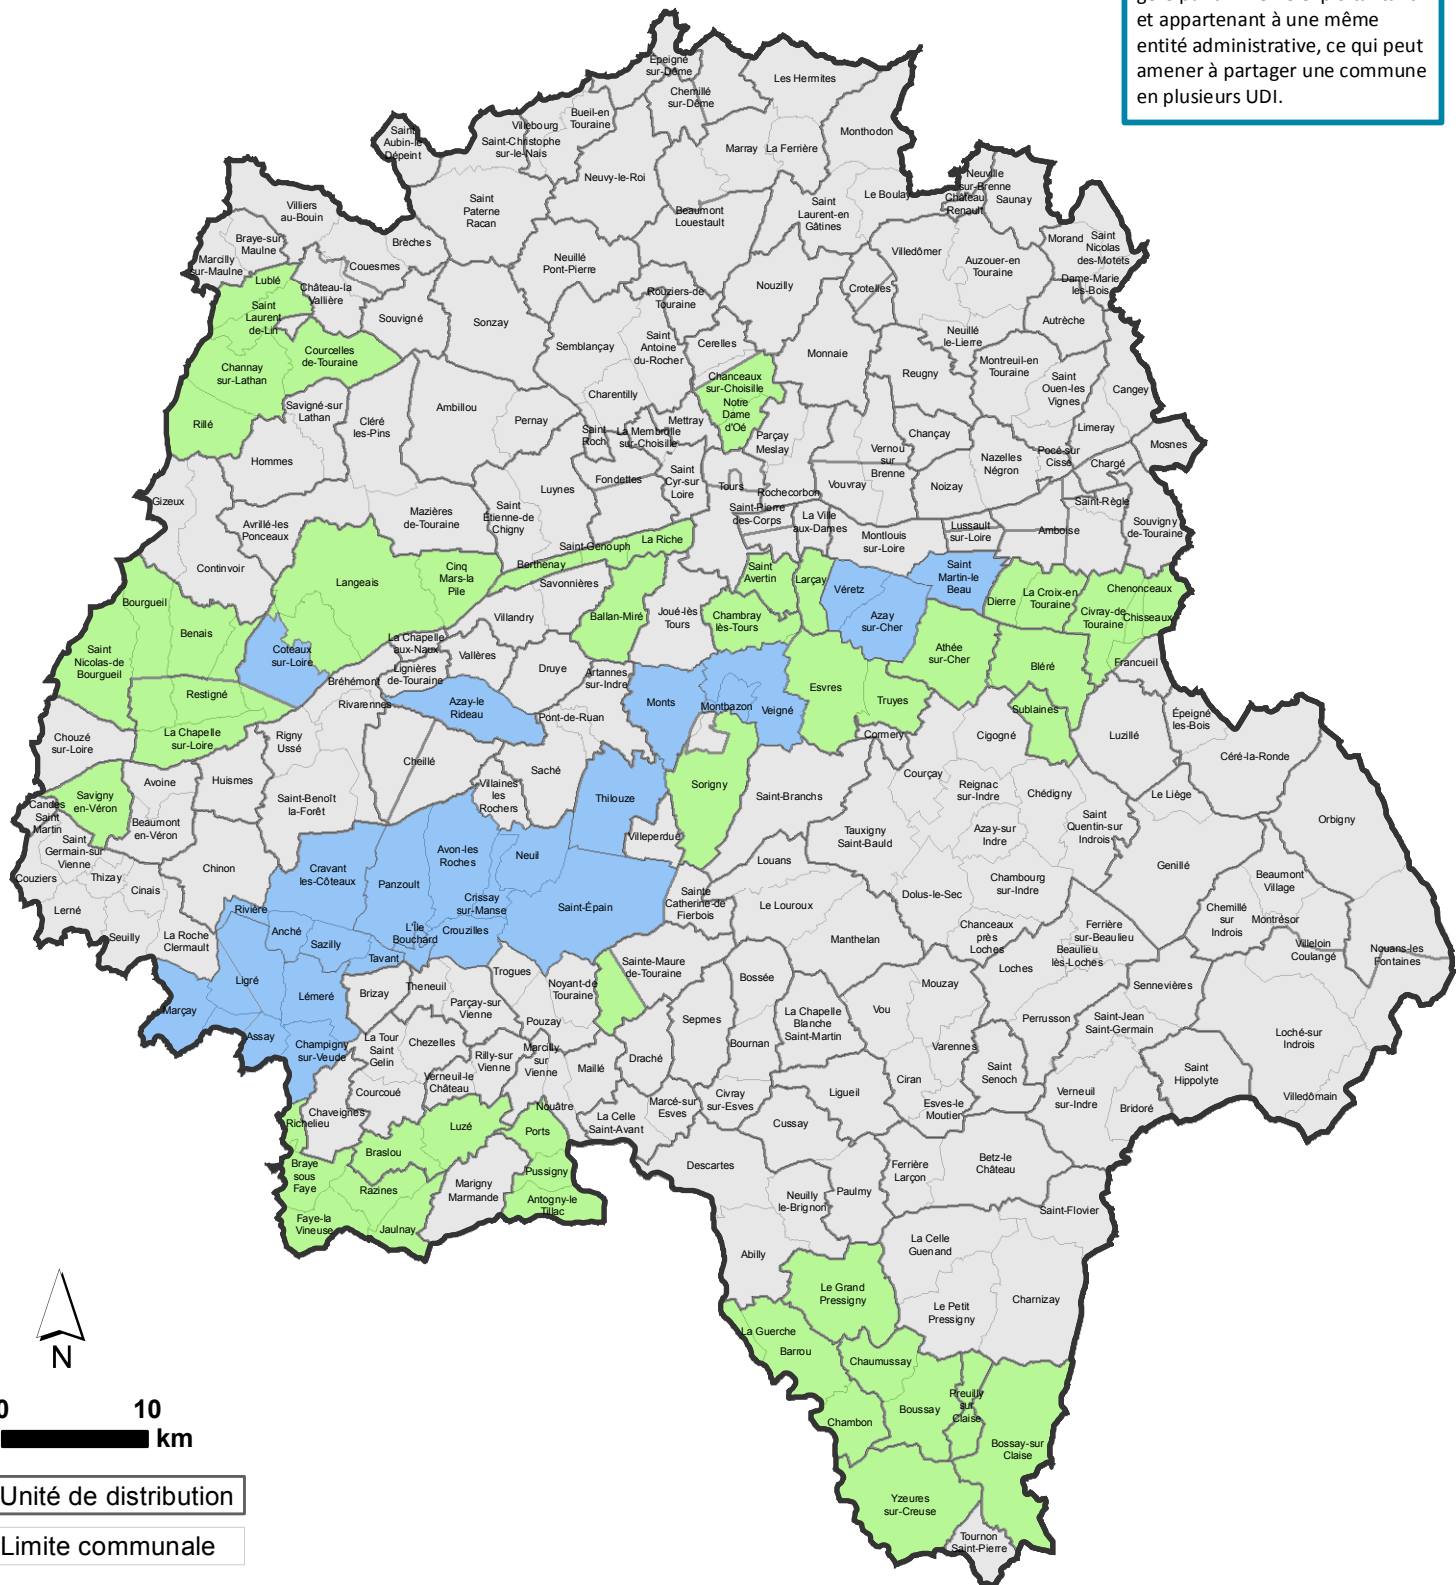 et appartenant à une même
entité administrative, ce qui peut
amener à partager une commune
en plusieurs UDI.
Épeigné
sur-Dême
Les Hermites
Chemillé
sur-Dême
Bueil-en
Touraine
Villebourg
Saint-Christophe
sur-le-Nais
Saint
Aubin-le
Dépeint
Monthodon
Marray
La Ferrière
Neuvy-le-Roi
Neuville
sur-Brenne
Château
Renault
Saunay
Le Boulay
Saint
Paterne
Racan
Villiers
au-Bouin
Beaumont
Louestault
Saint
Laurent-en
Gâtines
Braye-sur
Maulne
Brèches
Marcilly
sur-Maulne
Couesmes
Neuillé
Pont-Pierre
Villedômer
Auzouer-en
Touraine
Morand
Saint
Nicolas
des-Motets
Dame-Marie
les-Bois
Lublé
Château-la
Vallière
Saint
Laurent
de-Lin
Souvigné
Sonzay
Rouziers-de
Touraine
Nouzilly
Crotelles
Autrèche
Neuillé
le-Lierre
Courcelles
de-Touraine
Semblançay
Saint
Antoine
du-Rocher
Cerelles
Monnaie
Channay
sur-Lathan
Chanceaux
sur-Choisille
Reugny
Montreuil-en
Touraine
Saint
Ouen-les
Vignes
Cangey
Charentilly
Notre
Dame
d'Oé
Rillé
Savigné-sur
Lathan
Cléré
les-Pins
Ambillou
Pernay
Saint
Roch
La Membrolle
sur-Choisille
Mettray
Parçay
Meslay
Chançay
Limeray
Mosnes
Hommes
Vernou
sur
Brenne
Nazelles
Négron
Pocé-sur
Cisse
Chargé
Gizeux
Luynes
Fondettes
Saint
Cyr-sur
Loire
Tours
Rochecorbon
Vouvray
Noizay
Saint-Règle
Avrillé-les
Ponceaux
Mazières
de-Touraine
Saint
Étienne-de
Chigny
Saint-Pierre
des-Corps
La Ville
aux-Dames
Montlouis
sur-Loire
Lussault
sur-Loire
Amboise
Souvigny
de-Touraine
Continvoir
Langeais
Cinq
Mars-la
Pile
Berthenay
Saint-Genouph
La Riche
Savonnières
Saint
Avertin
Larçay
Véretz
Saint
Martin-le
Beau
Dierre
La Croix-en
Touraine
Chenonceaux
Civray-de
Touraine
Chisseaux
Bourgueil
Benais
Villandry
Ballan-Miré
Joué-lès
Tours
Chambray
lès-Tours
Azay
sur-Cher
Saint
Nicolas-de
Bourgueil
Coteaux
sur-Loire
La Chapelle
aux-Naux
Lignières
de-Touraine
Vallères
Druye
Artannes
sur-Indre
Athée
sur-Cher
Bléré
Francueil
Restigné
Bréhémont
Rivarennes
Azay-le
Rideau
Pont-de-Ruan
Monts
Montbazon
Veigné
Esvres
Truyes
Sublaines
Chouzé
sur-Loire
La Chapelle
sur-Loire
Rigny
Ussé
Cheillé
Cormery
Cigogné
Luzillé
Épeigné
les-Bois
Céré-la-Ronde
Savigny
en-Véron
Avoine
Huismes
Saché
Villaines
les
Rochers
Thilouze
Sorigny
Saint-Branchs
Courçay
Reignac
sur-Indre
Chédigny
Le Liège
Orbigny
Candes
Saint
Martin
Beaumont
en-Véron
Saint-Benoît
la-Forêt
Villeperdue
Tauxigny
Saint-Bauld
Azay-sur
Indre
Saint
Quentin-sur
Indrois
Saint
Germain-sur
Vienne
Couziers
Thizay
Cinais
Chinon
Cravant
les-Côteaux
Avon-les
Roches
Neuil
Louans
Genillé
Panzoult
Crissay
sur-Manse
Saint-Épain
Sainte
Catherine-de
Fierbois
Le Louroux
Dolus-le-Sec
Chambourg
sur-Indre
Beaumont
Village
Lerné
Seuilly
La Roche
Clermault
Rivière
Anché
Sazilly
L'Île
Bouchard
Crouzilles
Tavant
Manthelan
Chanceaux
près
Loches
Ferrière
sur-Beaulieu
Beaulieu
lès-Loches
Chemillé
sur
Indrois
Montrésor
Villeloin
Coulangé
Nouans-les
Fontaines
Ligré
Marçay
Lémeré
Brizay
Theneuil
Trogues
Noyant-de
Touraine
Sainte-Maure
de-Touraine
Bossée
Mouzay
Loches
Sennevières
Assay
Champigny
sur-Veude
Parçay-sur
Vienne
Pouzay
Sepmes
La Chapelle
Blanche
Saint-Martin
Vou
Perrusson
Saint-Jean
Saint-Germain
Loché-sur
Indrois
La Tour
Saint
Gelin
Chezelles
Rilly-sur
Vienne
Marcilly
sur
Vienne
Maillé
Draché
Bournan
Varennes
Saint
Senoch
Saint
Hippolyte
Courcoué
Verneuil-le
Château
Ciran
Ligueil
Esves-le
Moutier
Verneuil
sur-Indre
Bridoré
Villedômain
Chaveignes
Richelieu
Luzé
Nouâtre
Ports
La Celle
Saint-Avant
Marcé-sur
Esves
Civray
sur-Esves
Cussay
Braslou
Braye
sous
Faye
Razines
Marigny
Marmande
Pussigny
Antogny-le
Tillac
Descartes
Neuilly
le-Brignon
Paulmy
Ferrière
Larçon
Betz-le
Château
Faye-la
Vineuse
Jaulnay
Saint-Flovier
Abilly
La Celle
Guenand
Le Grand
Pressigny
Le Petit
Pressigny
Charnizay
La Guerche
Barrou
Chaumussay
Preuilly
sur
Claise
Boussay
Chambon
Bossay-sur
Claise
Yzeures
sur-Creuse
Tournon
Saint-Pierre
N
0 10
km
Unité de distribution
Limite communale